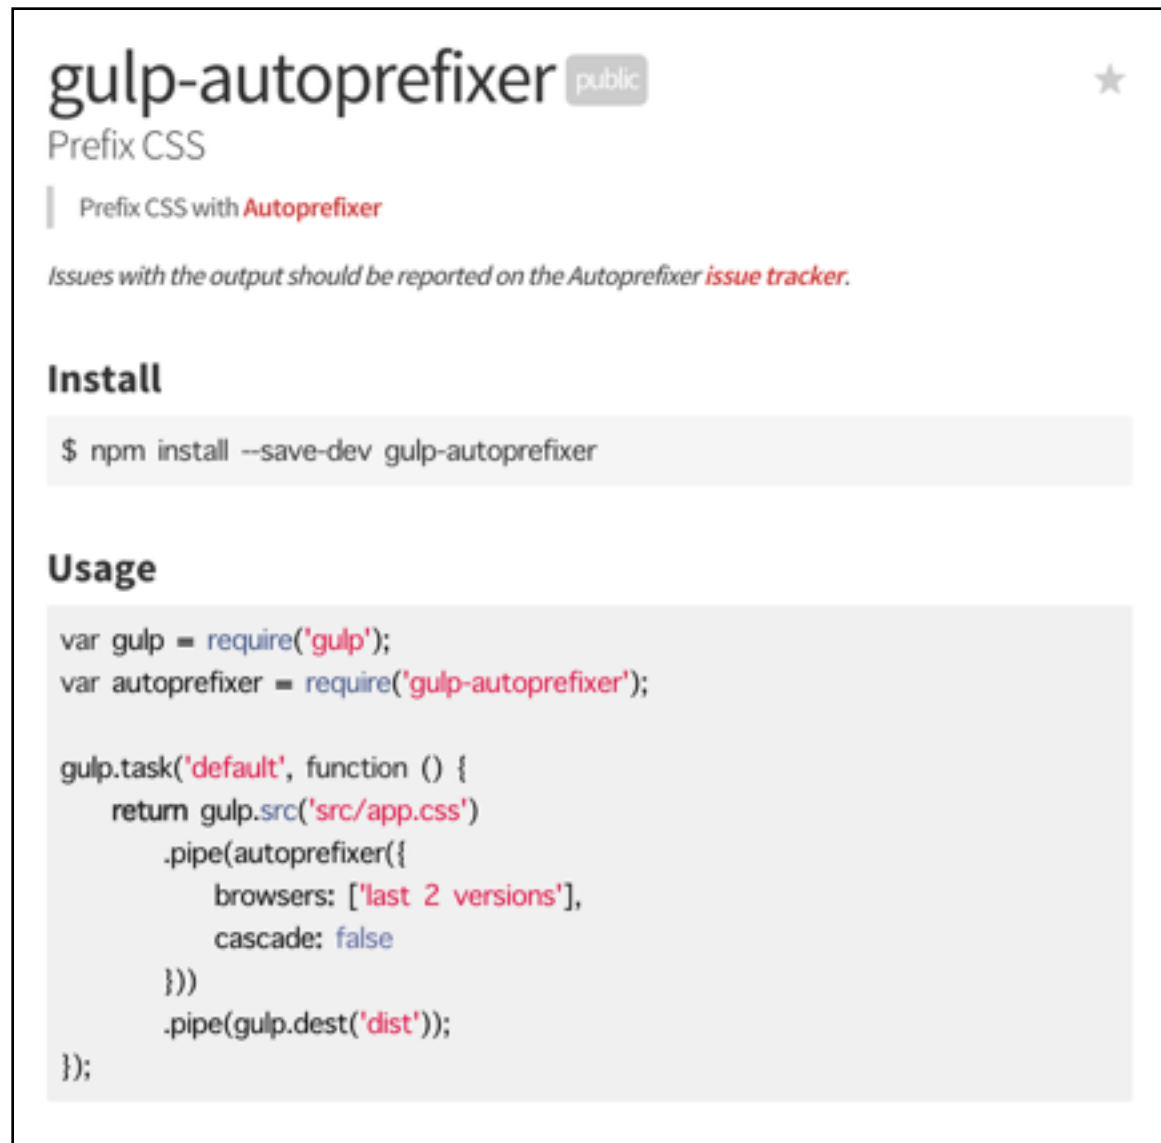 gulp-autoprefixer public
Prefix CSS
Prefix CSS with Autoprefixer
Issues with the output should be reported on the Autoprefixer issue tracker.
Install
$ npm install --save-dev gulp-autoprefixer
Usage
var gulp = require('gulp');
var autoprefixer = require('gulp-autoprefixer');
gulp.task('default', function () {
    return gulp.src('src/app.css')
        .pipe(autoprefixer({
            browsers: ['last 2 versions'],
            cascade: false
        }))
        .pipe(gulp.dest('dist'));
});